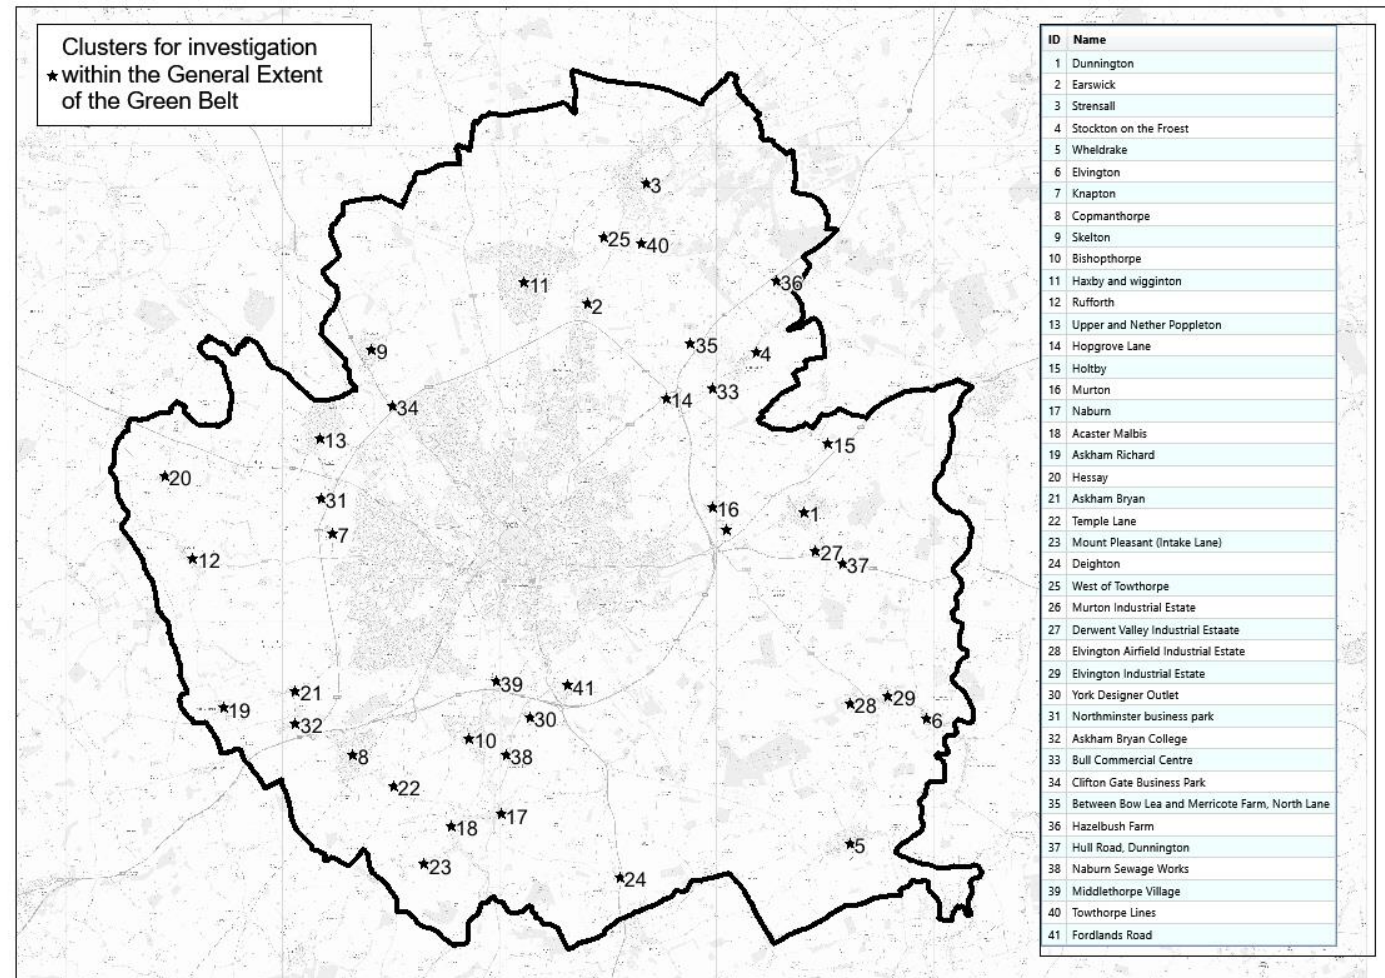 Clusters for investigation
within the General Extent
of the Green Belt
ID Name
1 Dunnington
2 Earswick
3 Strensall
4 Stockton on the Froest
5 Wheldrake
6 Elvington
7 Knapton
8 Copmanthorpe
9 Skelton
10 Bishopthorpe
11 Haxby and wigginton
12 Rufforth
13 Upper and Nether Poppleton
14 Hopgrove Lane
15 Holtby
16 Murton
17 Naburn
18 Acaster Malbis
19 Askham Richard
20 Hessay
21 Askham Bryan
22 Temple Lane
23 Mount Pleasant (Intake Lane)
24 Deighton
25 West of Towthorpe
26 Murton Industrial Estate
27 Derwent Valley Industrial Estaate
28 Elvington Airfield Industrial Estate
29 Elvington Industrial Estate
30 York Designer Outlet
31 Northminster business park
32 Askham Bryan College
33 Bull Commercial Centre
34 Clifton Gate Business Park
35 Between Bow Lea and Merricote Farm, North Lane
36 Hazelbush Farm
37 Hull Road, Dunnington
38 Naburn Sewage Works
39 Middlethorpe Village
40 Towthorpe Lines
41 Fordlands Road
3
25
40
11
36
2
35
4
9
33
14
34
13
15
20
31
16
1
7
27
12
37
39
41
21
29
28
19
30
6
32
10
38
8
22
17
18
5
23
24